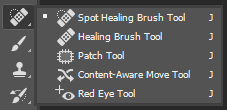 Spot Healing Brush Tool J
Healing Brush Tool J
Patch Tool J
Content-Aware Move Tool J
Red Eye Tool J